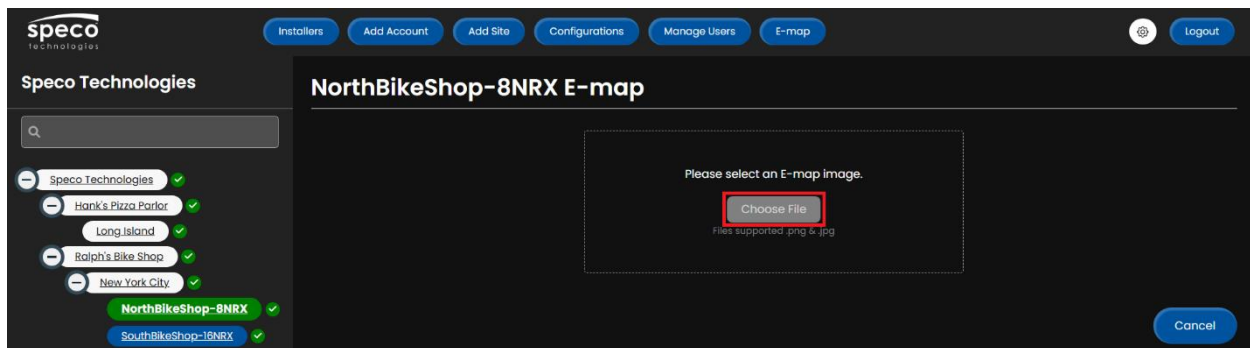 speco
technologies
Installers
Add Account
Add Site
Configurations
Manage Users
E-map
Logout
Speco Technologies
NorthBikeShop-8NRX E-map
Speco Technologies
Hank's Pizza Parlor
Long Island
Ralph's Bike Shop
New York City
NorthBikeShop-8NRX
SouthBikeShop-16NRX
Please select an E-map image.
Choose File
Files supported .png & .jpg
Cancel